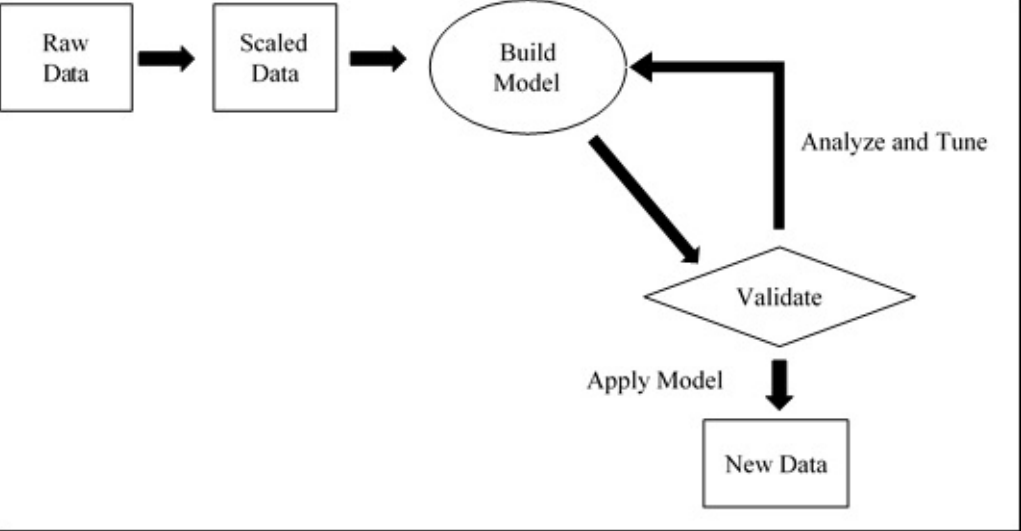 Raw
Data
Scaled
Data
Build
Model
Analyze and Tune
Validate
Apply Model
New Data